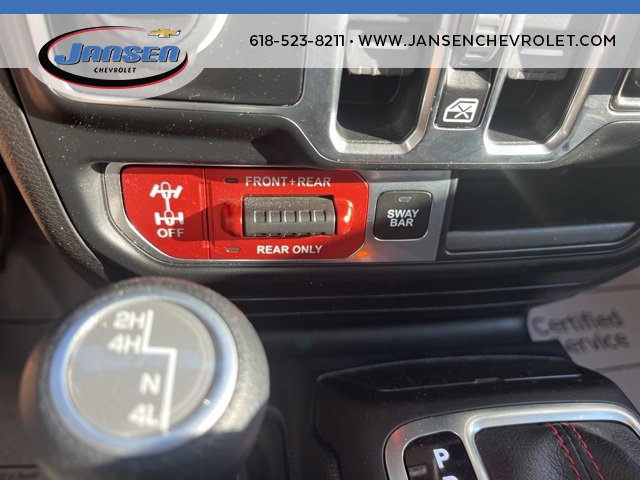 JANSEN
CHEVROLET
618-523-8211 • WWW.JANSENCHEVROLET.COM
FRONT+REAR
OFF
REAR ONLY
SWAY
BAR
2H
4H
N
4L
Certified
Service
P